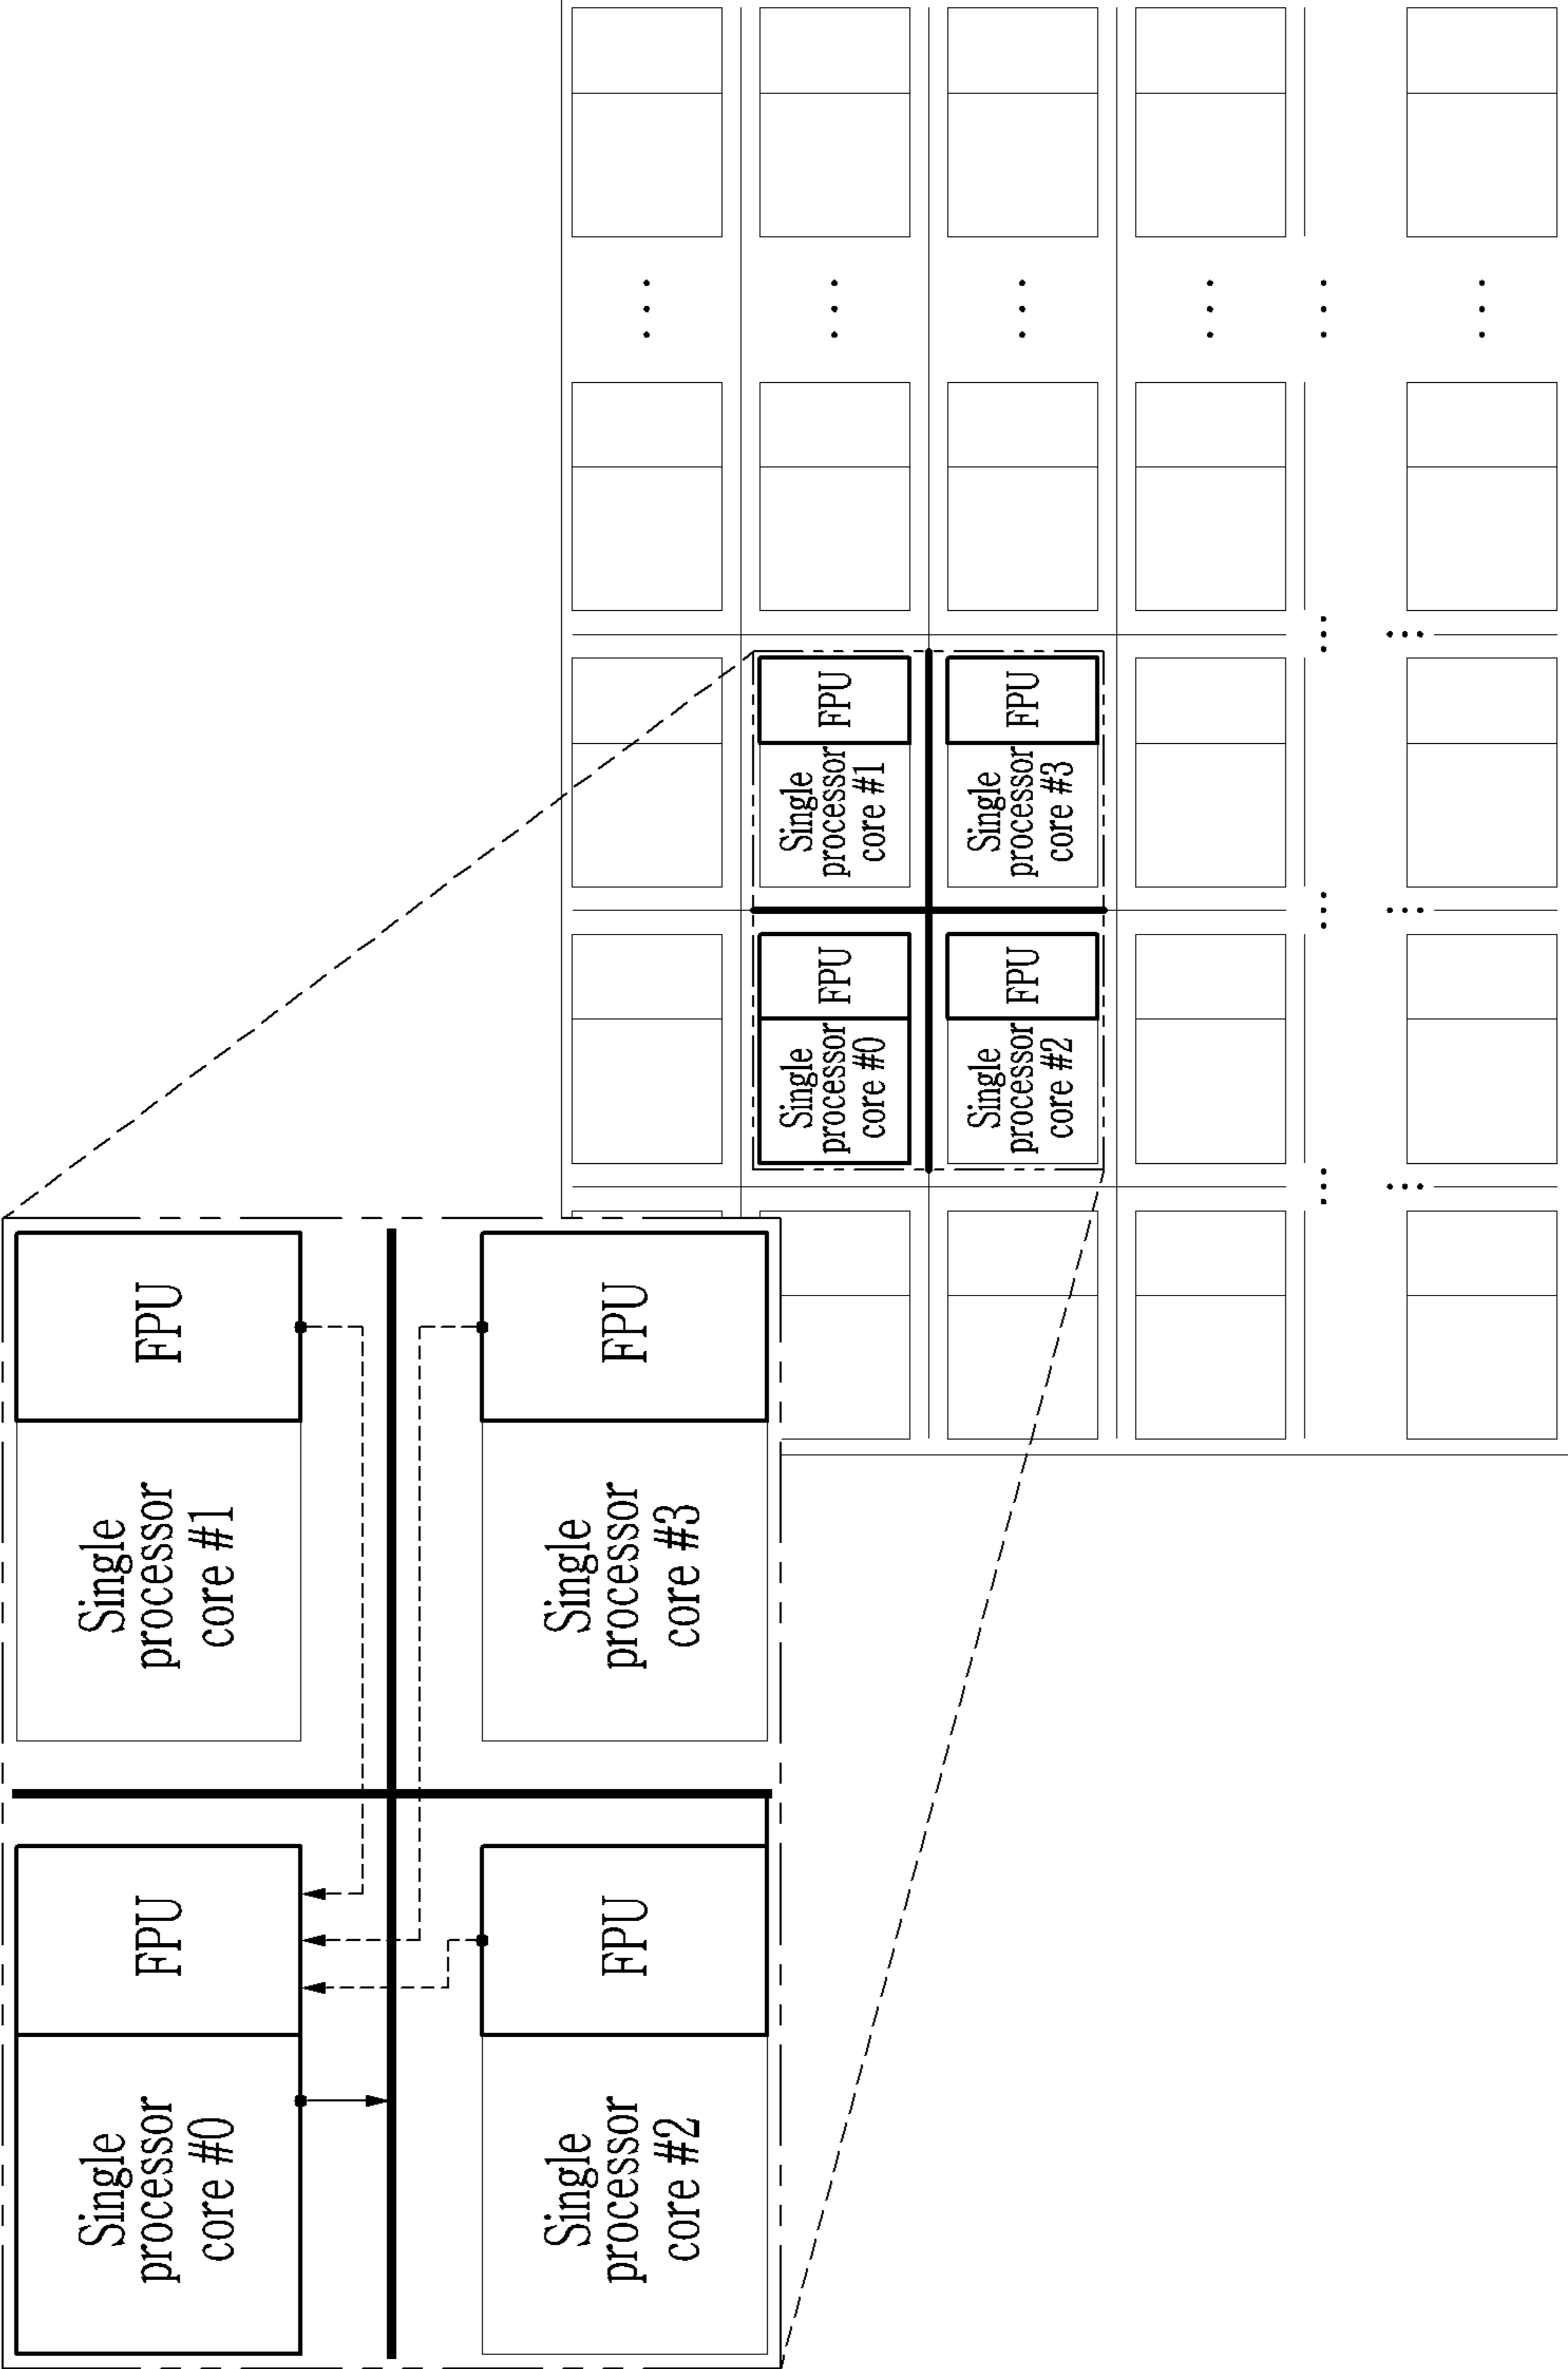 Single
processor
core #0
FPU
Single
processor
core #1
FPU
Single
processor
core #2
FPU
Single
processor
core #3
FPU
Single
processor
core #0
FPU
Single
processor
core #1
FPU
Single
processor
core #2
FPU
Single
processor
core #3
FPU